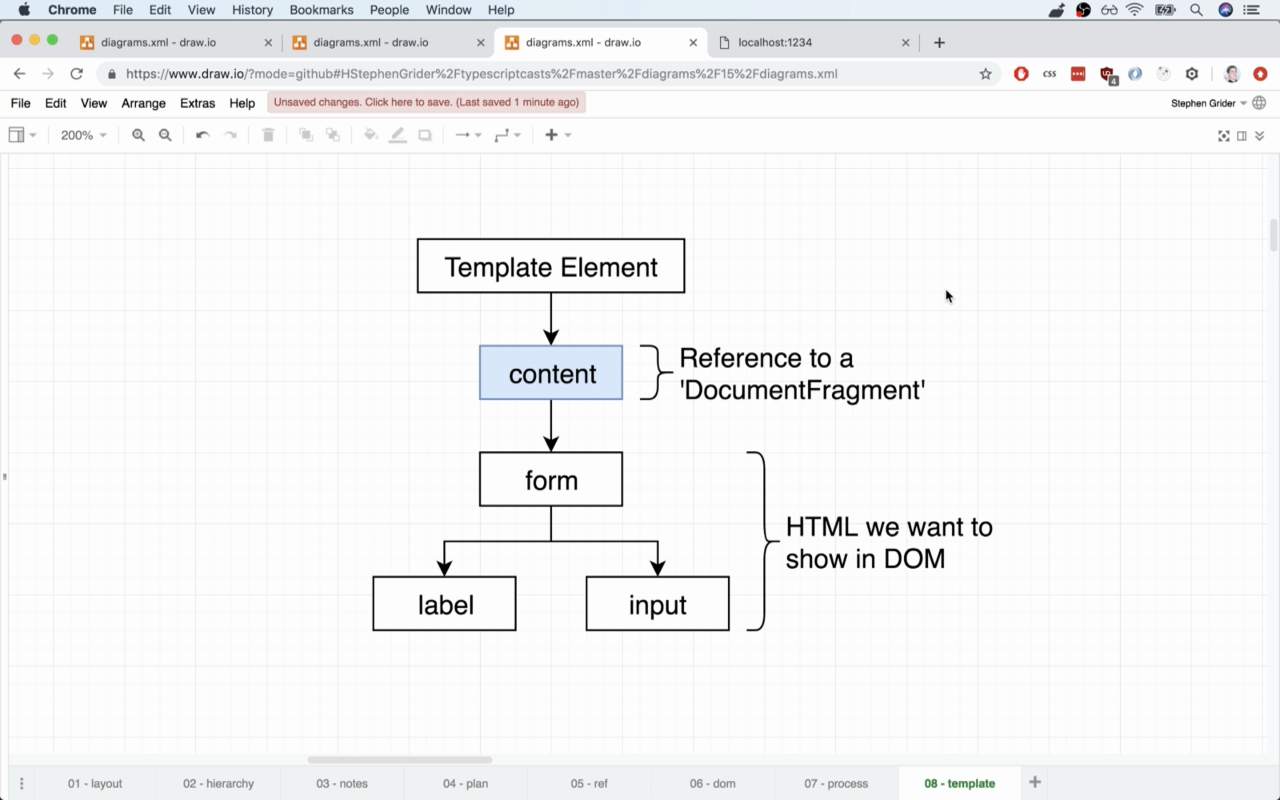 Chrome File Edit View History Bookmarks People Window Help
diagrams.xml - draw.io diagrams.xml - draw.io diagrams.xml - draw.io localhost:1234
https://www.draw.io/?mode=github#HStephenGrider%2Ftypescriptcasts%2Fmaster%2Fdiagrams%2F15%2Fdiagrams.xml
CSS
4
File Edit View Arrange Extras Help Unsaved changes. Click here to save. (Last saved 1 minute ago) Stephen Grider
200%
Template Element
content
Reference to a
'DocumentFragment'
form
HTML we want to
show in DOM
label input
01 - layout 02 - hierarchy 03 - notes 04 - plan 05 - ref 06 - dom 07 - process 08 - template